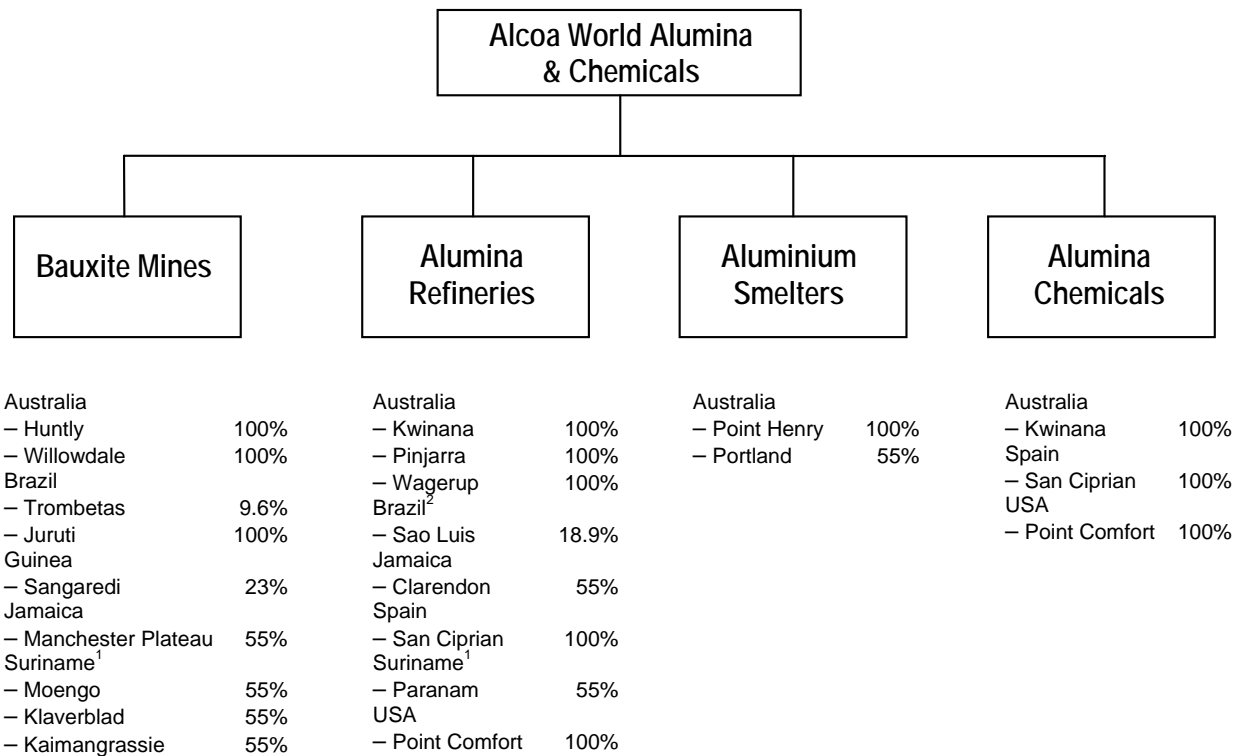 Alcoa World Alumina
& Chemicals
Bauxite Mines
Alumina
Refineries
Aluminium
Smelters
Alumina
Chemicals
Australia
– Huntly 100%
– Willowdale 100%
Brazil
– Trombetas 9.6%
– Juruti 100%
Guinea
– Sangaredi 23%
Jamaica
– Manchester Plateau 55%
Suriname¹
– Moengo 55%
– Klaverblad 55%
– Kaimangrassie 55%
Australia
– Kwinana 100%
– Pinjarra 100%
– Wagerup 100%
Brazil²
– Sao Luis 18.9%
Jamaica
– Clarendon 55%
Spain
– San Ciprian 100%
Suriname¹
– Paranam 55%
USA
– Point Comfort 100%
Australia
– Point Henry 100%
– Portland 55%
Australia
– Kwinana 100%
Spain
– San Ciprian 100%
USA
– Point Comfort 100%